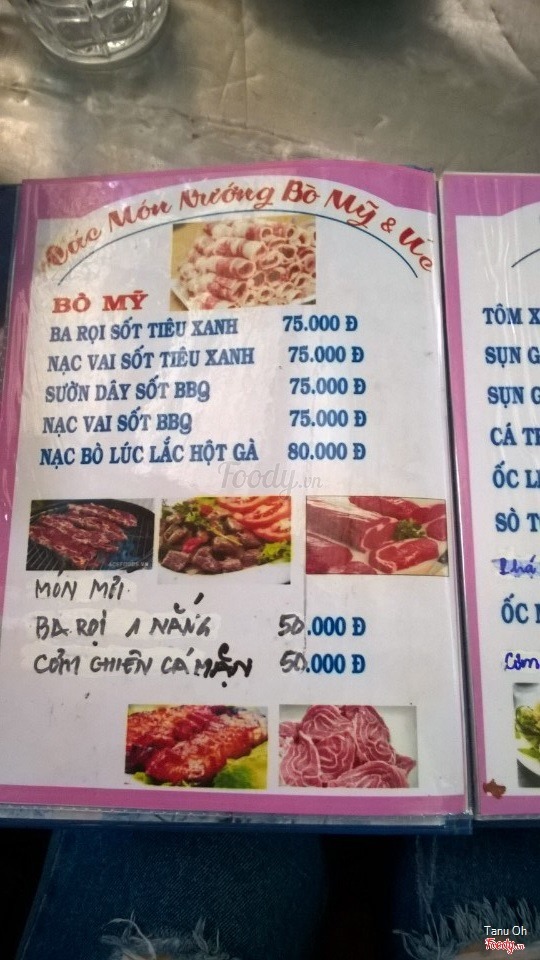 Các Món Nướng Bò Mỹ & Úc
BÒ MỸ
BA RỌI SỐT TIÊU XANH 75.000 Đ
NẠC VAI SỐT TIÊU XANH 75.000 Đ
SƯỜN DÂY SỐT BBQ 75.000 Đ
NẠC VAI SỐT BBQ 75.000 Đ
NẠC BÒ LÚC LẮC HỘT GÀ 80.000 Đ
Foody.vn
MÓN MỚI
BA RỌI 1 NẮNG 50.000 Đ
CƠM CHIÊN CÁ MẶN 50.000 Đ
TÔM X
SỤN G
SỤN G
CÁ T
ỐC L
SÒ T
ỐC
Cơm
Tanu Oh
Foody.vn